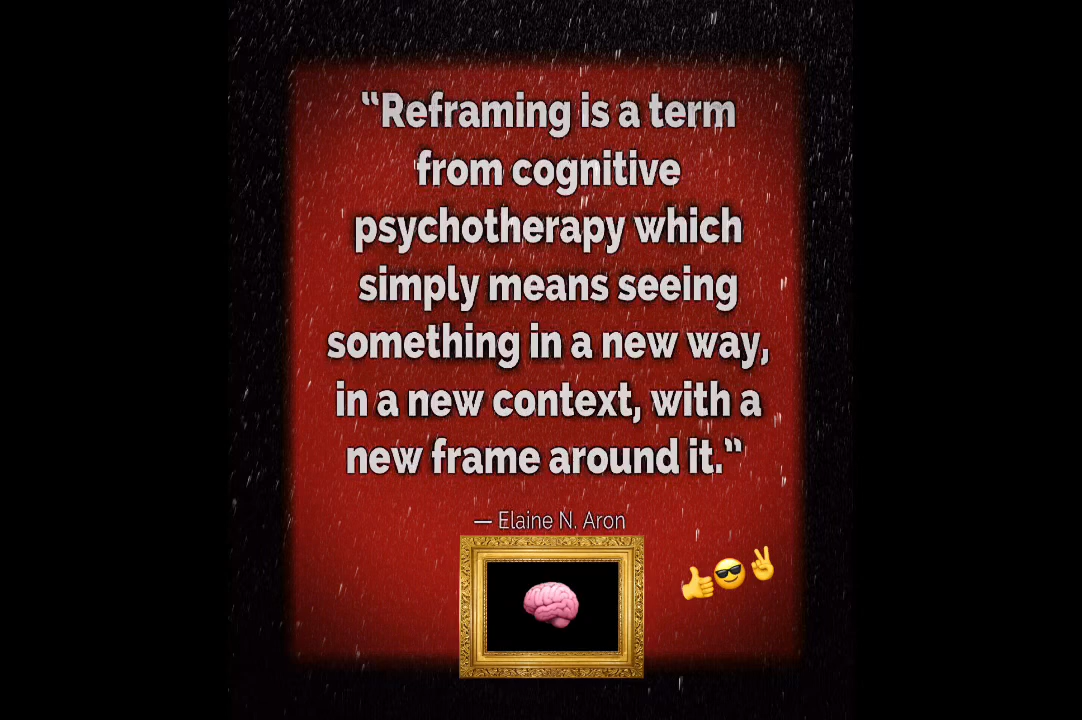 “Reframing is a term
from cognitive
psychotherapy which
simply means seeing
something in a new way,
in a new context, with a
new frame around it.”
— Elaine N. Aron